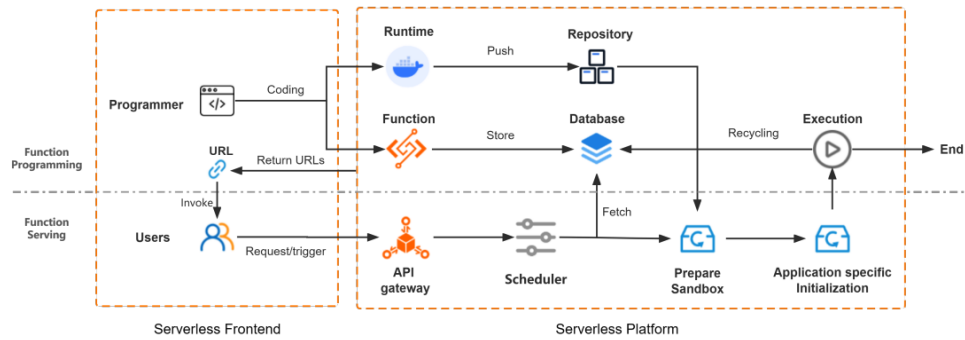 Runtime
Push
Repository
Programmer
Coding
</>
Function
Store
Database
Recycling
Execution
End
Function
Programming
URL
Return URLs
Invoke
Function
Serving
Users
Request/trigger
API
gateway
Scheduler
Fetch
Prepare
Sandbox
Application specific
Initialization
Serverless Frontend
Serverless Platform